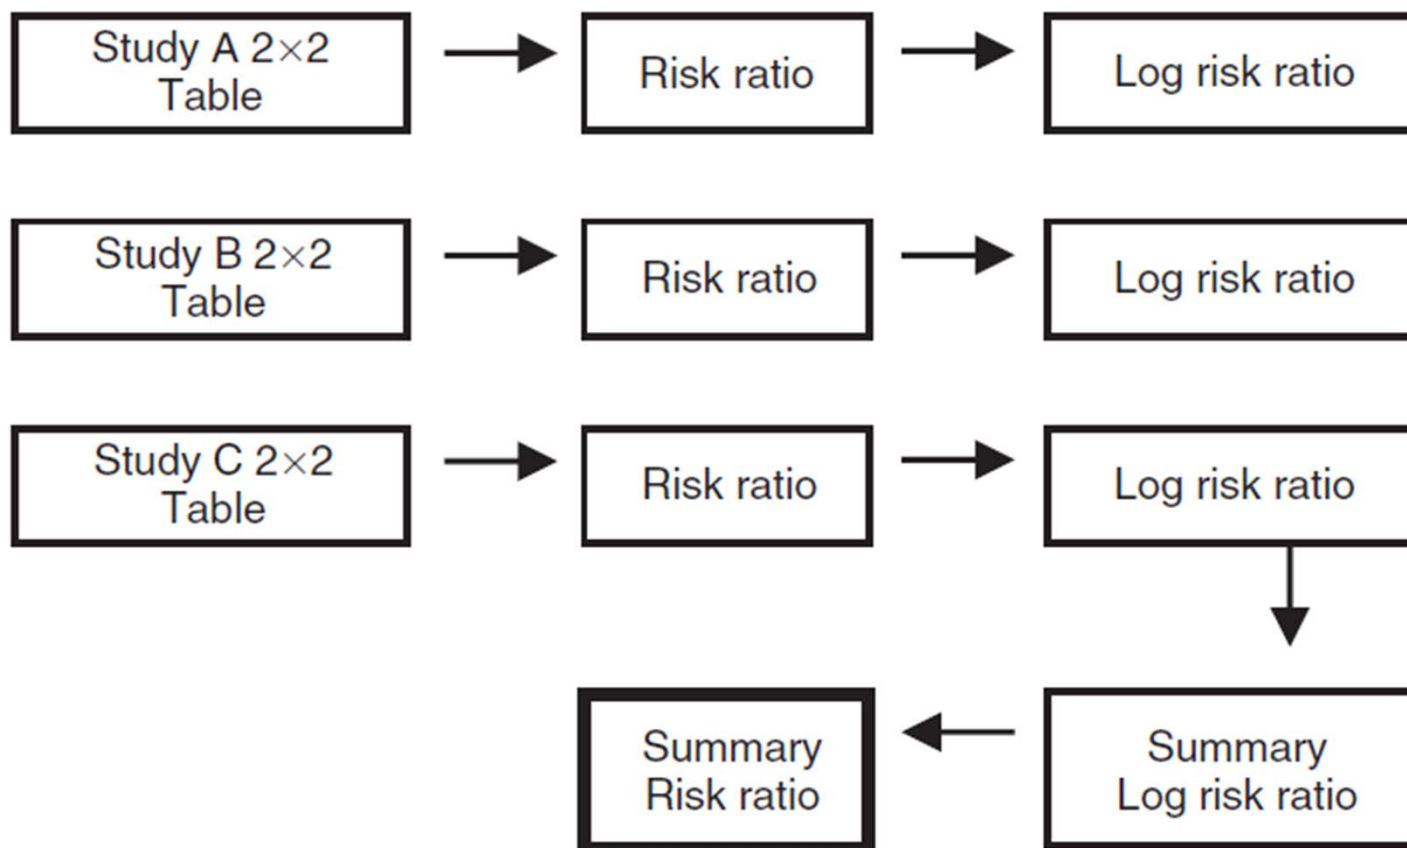 Study A 2×2
Table
Risk ratio
Log risk ratio
Study B 2×2
Table
Risk ratio
Log risk ratio
Study C 2×2
Table
Risk ratio
Log risk ratio
Summary
Risk ratio
Summary
Log risk ratio